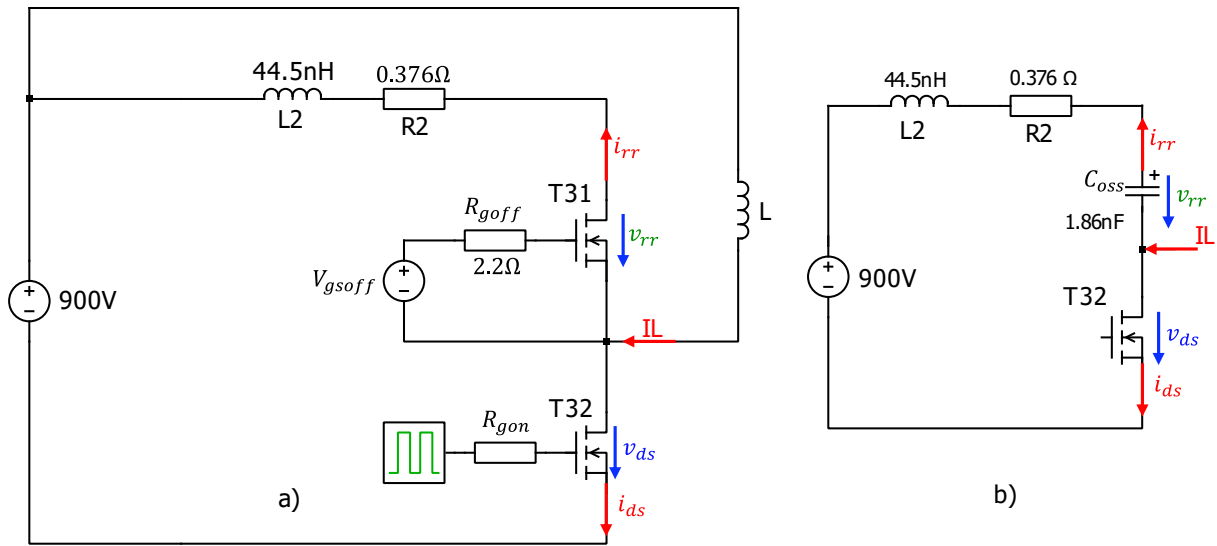 44.5nH
0.376Ω
L2
R2
i_rr
T31
R_goff
2.2Ω
v_rr
L
V_gsoff
+
−
900V
+
−
IL
T32
R_gon
v_ds
i_ds
a)
44.5nH
0.376 Ω
L2
R2
i_rr
C_oss
+
v_rr
1.86nF
IL
+
−
900V
T32
v_ds
i_ds
b)